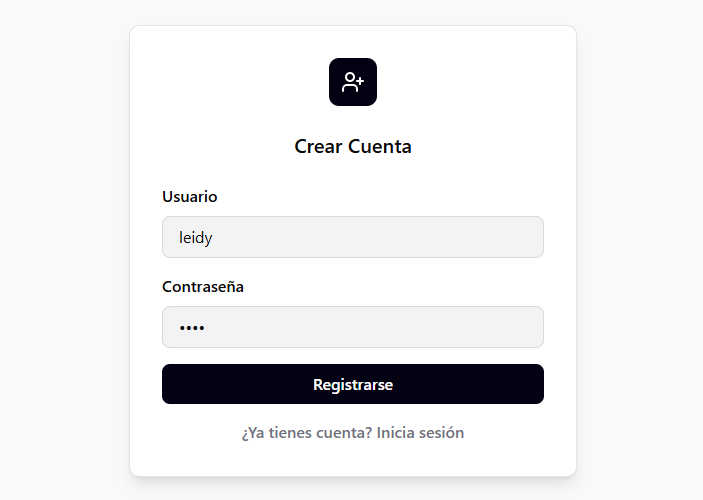 Crear Cuenta
Usuario
leidy
Contraseña
••••
Registrarse
¿Ya tienes cuenta? Inicia sesión